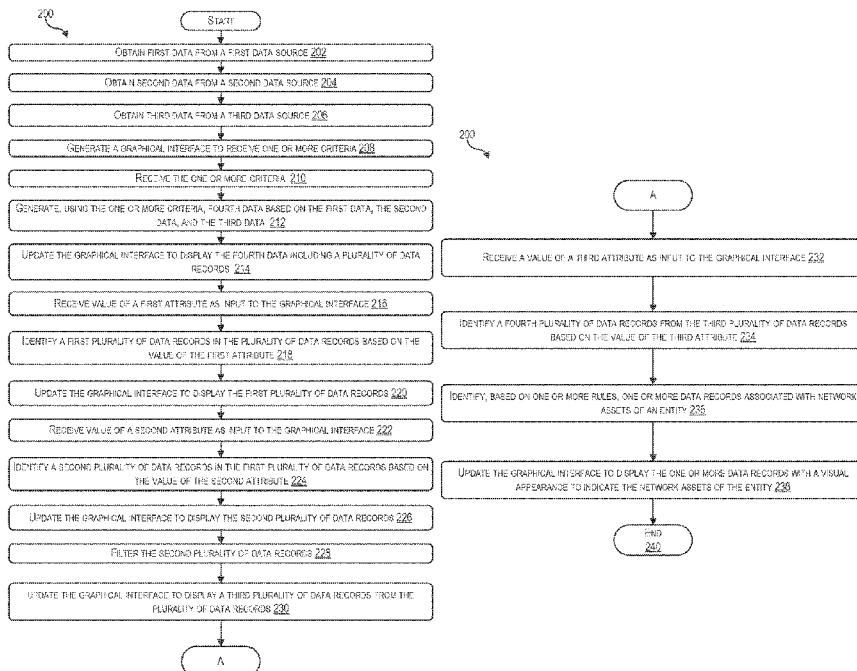 200
START
OBTAIN FIRST DATA FROM A FIRST DATA SOURCE 202
OBTAIN SECOND DATA FROM A SECOND DATA SOURCE 204
OBTAIN THIRD DATA FROM A THIRD DATA SOURCE 206
GENERATE A GRAPHICAL INTERFACE TO RECEIVE ONE OR MORE CRITERIA 208
RECEIVE THE ONE OR MORE CRITERIA 210
GENERATE, USING THE ONE OR MORE CRITERIA, FOURTH DATA BASED ON THE FIRST DATA, THE SECOND
DATA, AND THE THIRD DATA 212
UPDATE THE GRAPHICAL INTERFACE TO DISPLAY THE FOURTH DATA INCLUDING A PLURALITY OF DATA
RECORDS 214
RECEIVE VALUE OF A FIRST ATTRIBUTE AS INPUT TO THE GRAPHICAL INTERFACE 216
IDENTIFY A FIRST PLURALITY OF DATA RECORDS IN THE PLURALITY OF DATA RECORDS BASED ON THE
VALUE OF THE FIRST ATTRIBUTE 218
UPDATE THE GRAPHICAL INTERFACE TO DISPLAY THE FIRST PLURALITY OF DATA RECORDS 220
RECEIVE VALUE OF A SECOND ATTRIBUTE AS INPUT TO THE GRAPHICAL INTERFACE 222
IDENTIFY A SECOND PLURALITY OF DATA RECORDS IN THE FIRST PLURALITY OF DATA RECORDS BASED ON
THE VALUE OF THE SECOND ATTRIBUTE 224
UPDATE THE GRAPHICAL INTERFACE TO DISPLAY THE SECOND PLURALITY OF DATA RECORDS 226
FILTER THE SECOND PLURALITY OF DATA RECORDS 228
UPDATE THE GRAPHICAL INTERFACE TO DISPLAY A THIRD PLURALITY OF DATA RECORDS FROM THE
PLURALITY OF DATA RECORDS 230
A
200
A
RECEIVE A VALUE OF A THIRD ATTRIBUTE AS INPUT TO THE GRAPHICAL INTERFACE 232
IDENTIFY A FOURTH PLURALITY OF DATA RECORDS FROM THE THIRD PLURALITY OF DATA RECORDS
BASED ON THE VALUE OF THE THIRD ATTRIBUTE 234
IDENTIFY, BASED ON ONE OR MORE RULES, ONE OR MORE DATA RECORDS ASSOCIATED WITH NETWORK
ASSETS OF AN ENTITY 236
UPDATE THE GRAPHICAL INTERFACE TO DISPLAY THE ONE OR MORE DATA RECORDS WITH A VISUAL
APPEARANCE TO INDICATE THE NETWORK ASSETS OF THE ENTITY 238
END
240